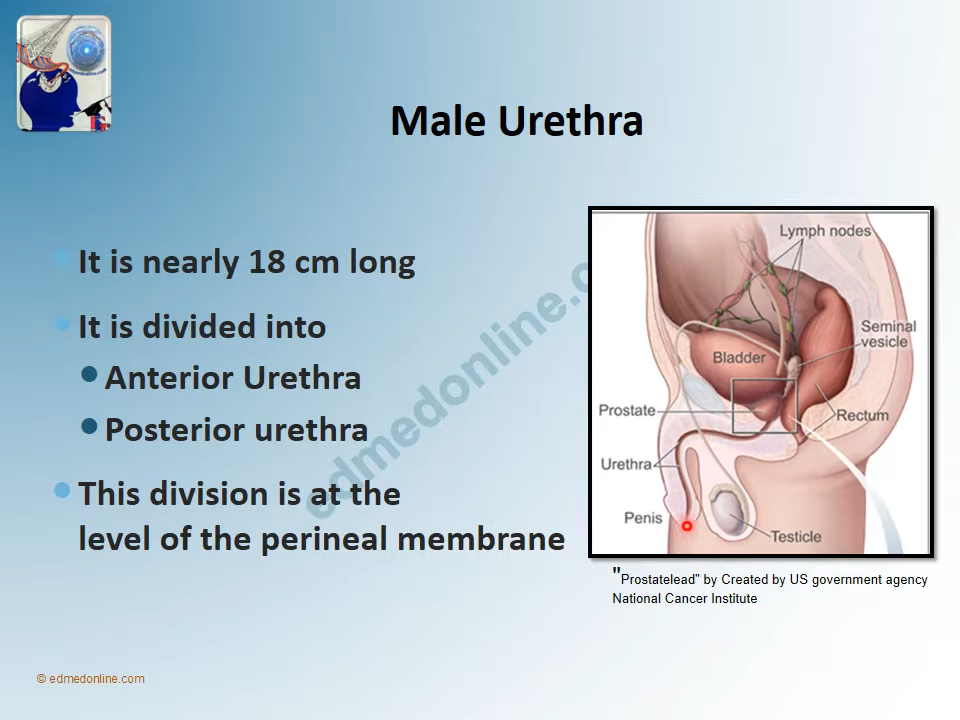 Male Urethra
It is nearly 18 cm long
It is divided into
Anterior Urethra
Posterior urethra
This division is at the
level of the perineal membrane
Lymph nodes
Seminal
vesicle
Bladder
Prostate
Rectum
Urethra
Penis
Testicle
"Prostatelead" by Created by US government agency
National Cancer Institute
© edmedonline.com